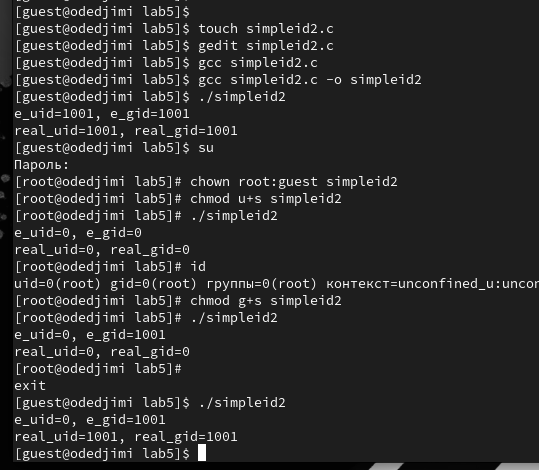 [guest@odedjimi lab5]$
[guest@odedjimi lab5]$ touch simpleid2.c
[guest@odedjimi lab5]$ gedit simpleid2.c
[guest@odedjimi lab5]$ gcc simpleid2.c
[guest@odedjimi lab5]$ gcc simpleid2.c -o simpleid2
[guest@odedjimi lab5]$ ./simpleid2
e_uid=1001, e_gid=1001
real_uid=1001, real_gid=1001
[guest@odedjimi lab5]$ su
Пароль:
[root@odedjimi lab5]# chown root:guest simpleid2
[root@odedjimi lab5]# chmod u+s simpleid2
[root@odedjimi lab5]# ./simpleid2
e_uid=0, e_gid=0
real_uid=0, real_gid=0
[root@odedjimi lab5]# id
uid=0(root) gid=0(root) группы=0(root) контекст=unconfined_u:uncon
[root@odedjimi lab5]# chmod g+s simpleid2
[root@odedjimi lab5]# ./simpleid2
e_uid=0, e_gid=1001
real_uid=0, real_gid=0
[root@odedjimi lab5]#
exit
[guest@odedjimi lab5]$ ./simpleid2
e_uid=0, e_gid=1001
real_uid=1001, real_gid=1001
[guest@odedjimi lab5]$